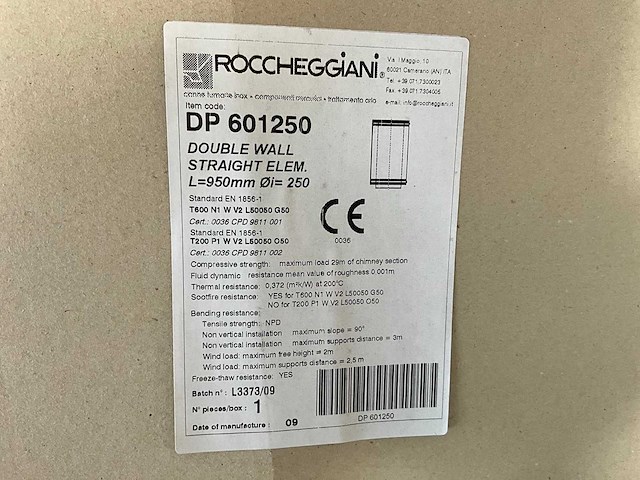 ROCCHEGGIANI®
Via 1 Maggio, 10
60021 Camerano (AN) ITA
Tel. +39 071.7300023
Fax. +39 071.7304005
canne fumarie inox • componenti meccanici • trattamento aria
e-mail: info@roccheggiani.it
Item code:
DP 601250
DOUBLE WALL
STRAIGHT ELEM.
L=950mm Øi= 250
Standard EN 1856-1
T600 N1 W V2 L50050 G50
Cert.: 0036 CPD 9811 001
Standard EN 1856-1
T200 P1 W V2 L50050 O50
Cert.: 0036 CPD 9811 002
CE
0036
Compressive strength: maximum load 29m of chimney section
Fluid dynamic resistance mean value of roughness 0.001m
Thermal resistance: 0,372 (m²k/W) at 200°C
Sootfire resistance: YES for T600 N1 W V2 L50050 G50
NO for T200 P1 W V2 L50050 O50
Bending resistance:
Tensile strength: NPD
Non vertical installation maximum slope = 90°
Non vertical installation maximum supports distance = 3m
Wind load: maximum free height = 2m
Wind load: maximum supports distance = 2,5 m
Freeze-thaw resistance: YES
Batch n°: L3373/09
N° pieces/box: 1
Date of manufacture: 09
DP 601250